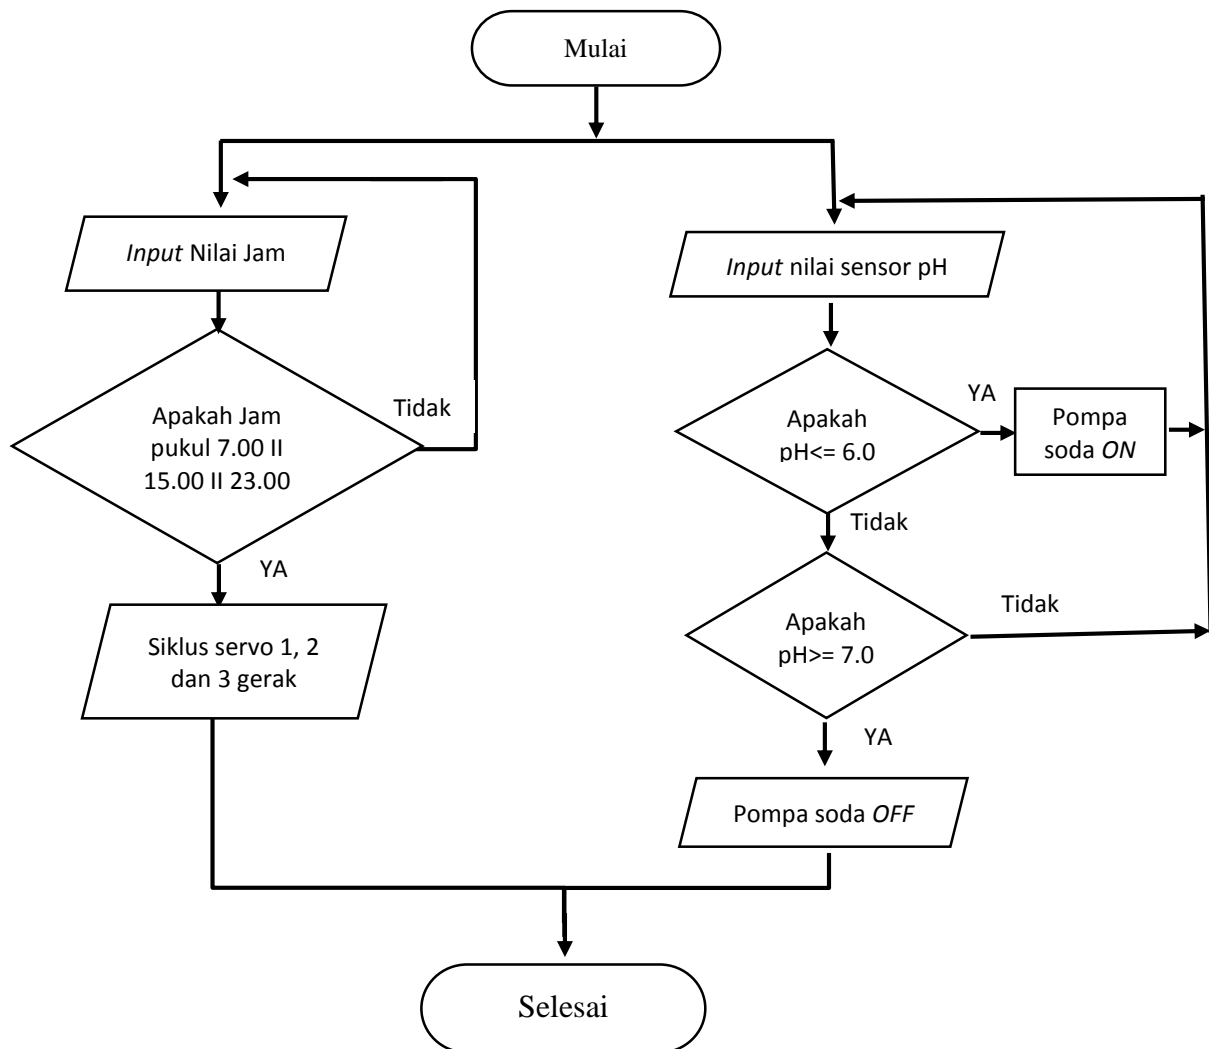 Mulai
Input Nilai Jam
Apakah Jam
pukul 7.00 II
15.00 II 23.00
Tidak
YA
Siklus servo 1, 2
dan 3 gerak
Input nilai sensor pH
Apakah
pH<= 6.0
YA
Pompa
soda ON
Tidak
Apakah
pH>= 7.0
Tidak
YA
Pompa soda OFF
Selesai